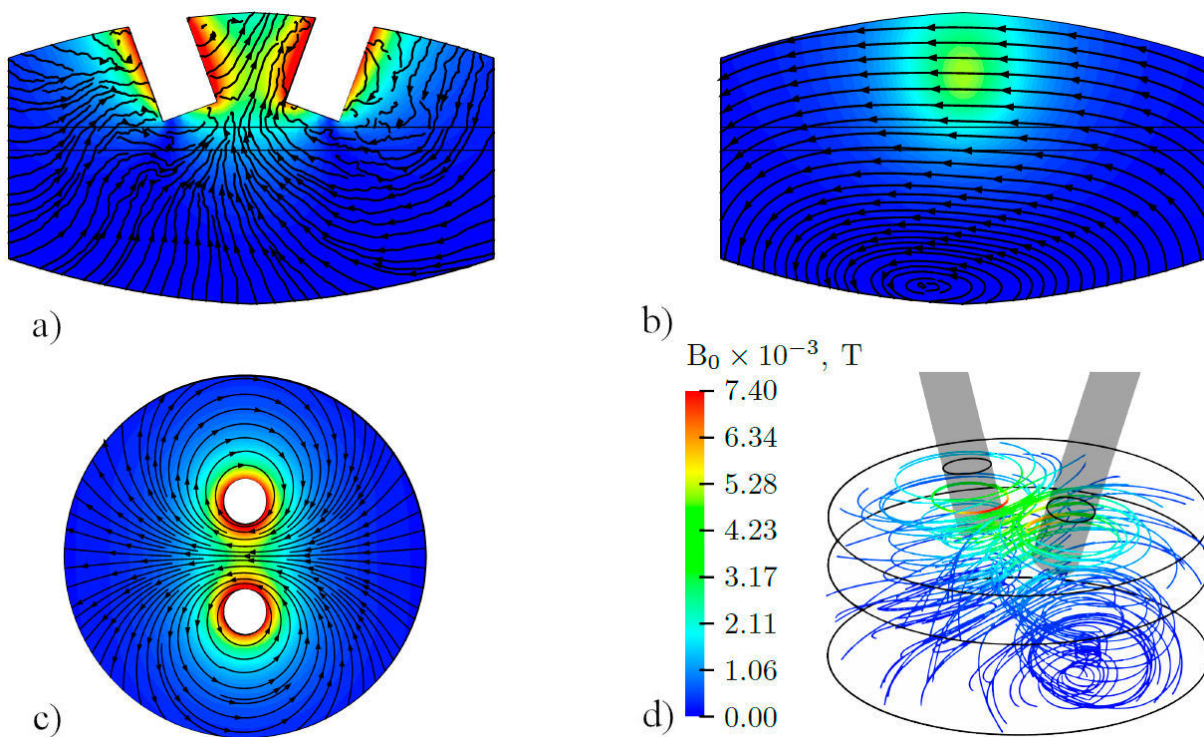 a)
b)
B₀ × 10⁻³, T
7.40
6.34
5.28
4.23
3.17
2.11
1.06
0.00
c)
d)